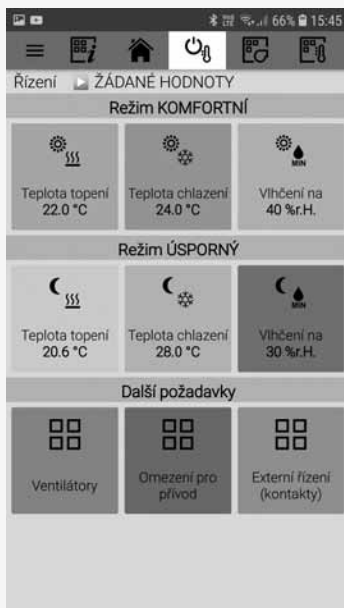 66% 15:45
Řízení ŽÁDANÉ HODNOTY
Režim KOMFORTNÍ
Teplota topení
22.0 °C
Teplota chlazení
24.0 °C
MIN
Vlhčení na
40 %r.H.
Režim ÚSPORNÝ
Teplota topení
20.6 °C
Teplota chlazení
28.0 °C
MIN
Vlhčení na
30 %r.H.
Další požadavky
Ventilátory
Omezení pro
přívod
Externí řízení
(kontakty)